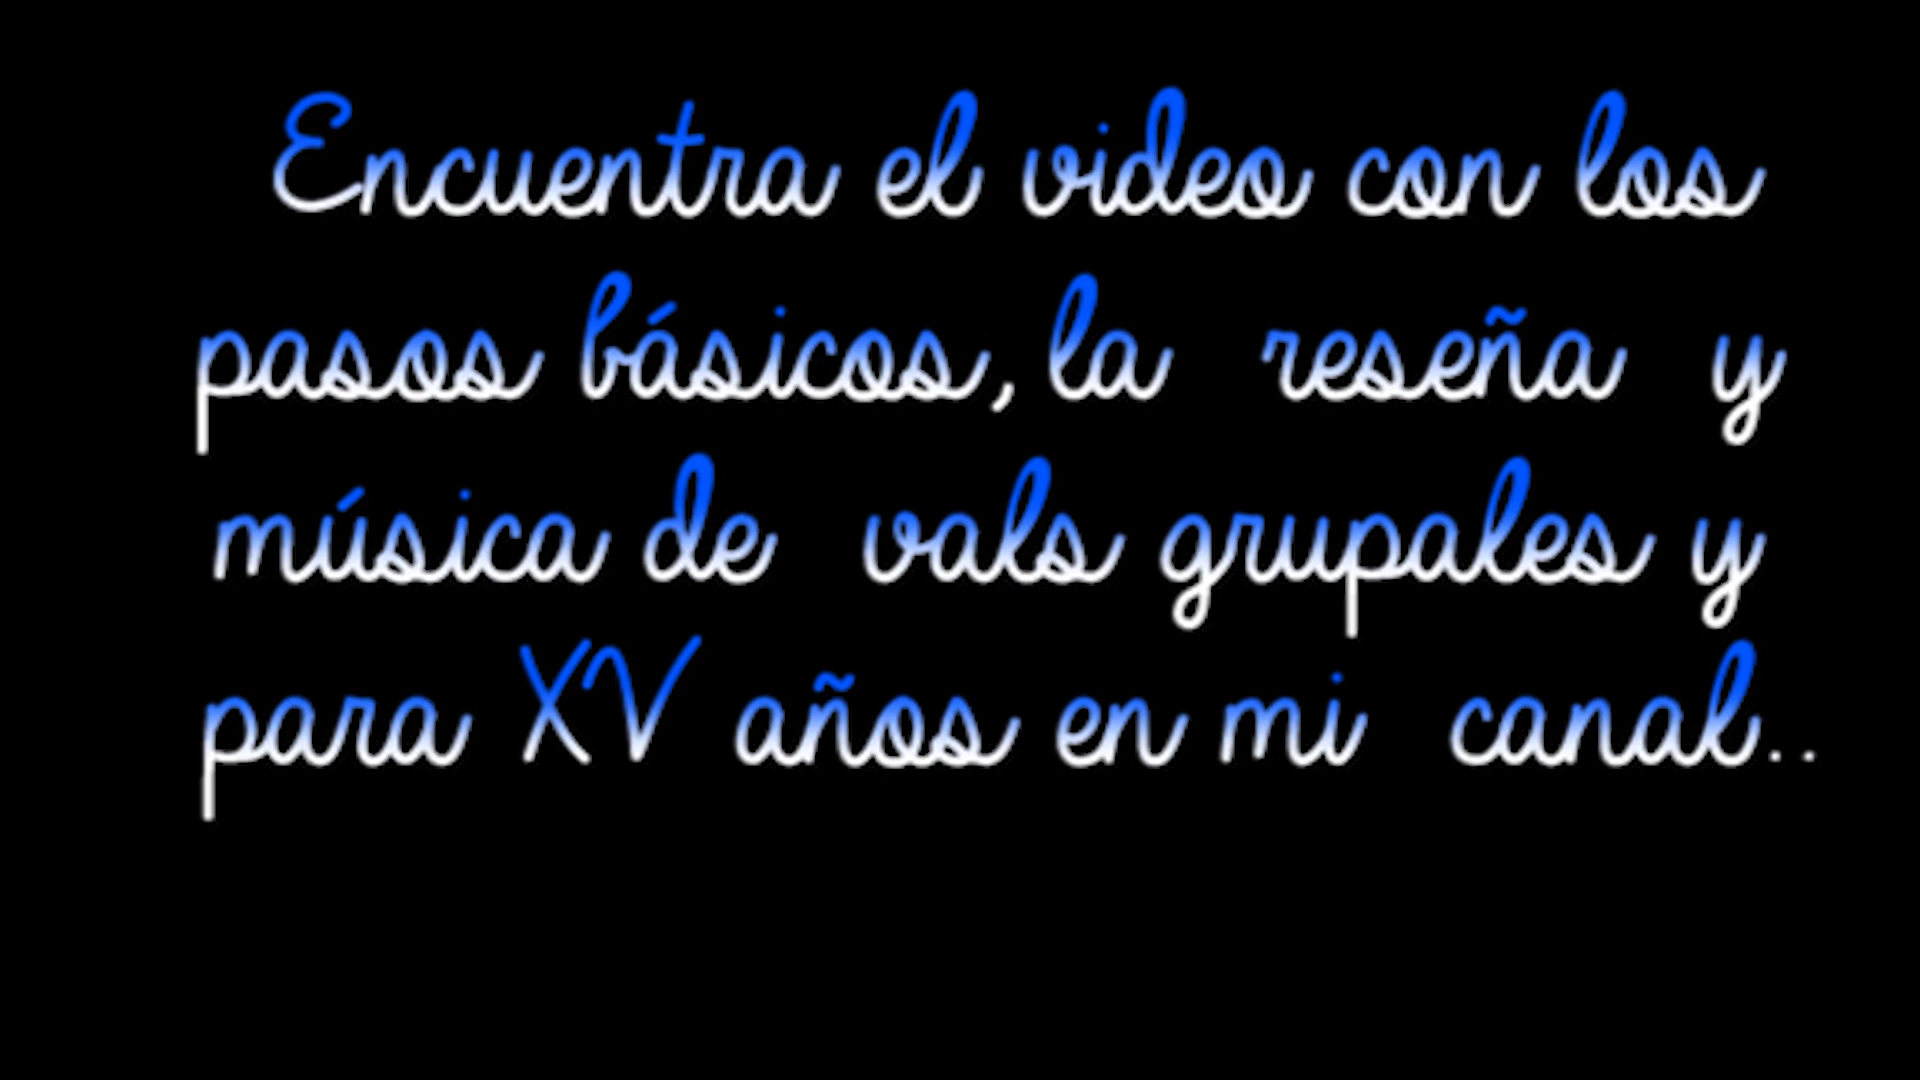 Encuentra el video con los
pasos básicos, la reseña y
música de vals grupales y
para XV años en mi canal..